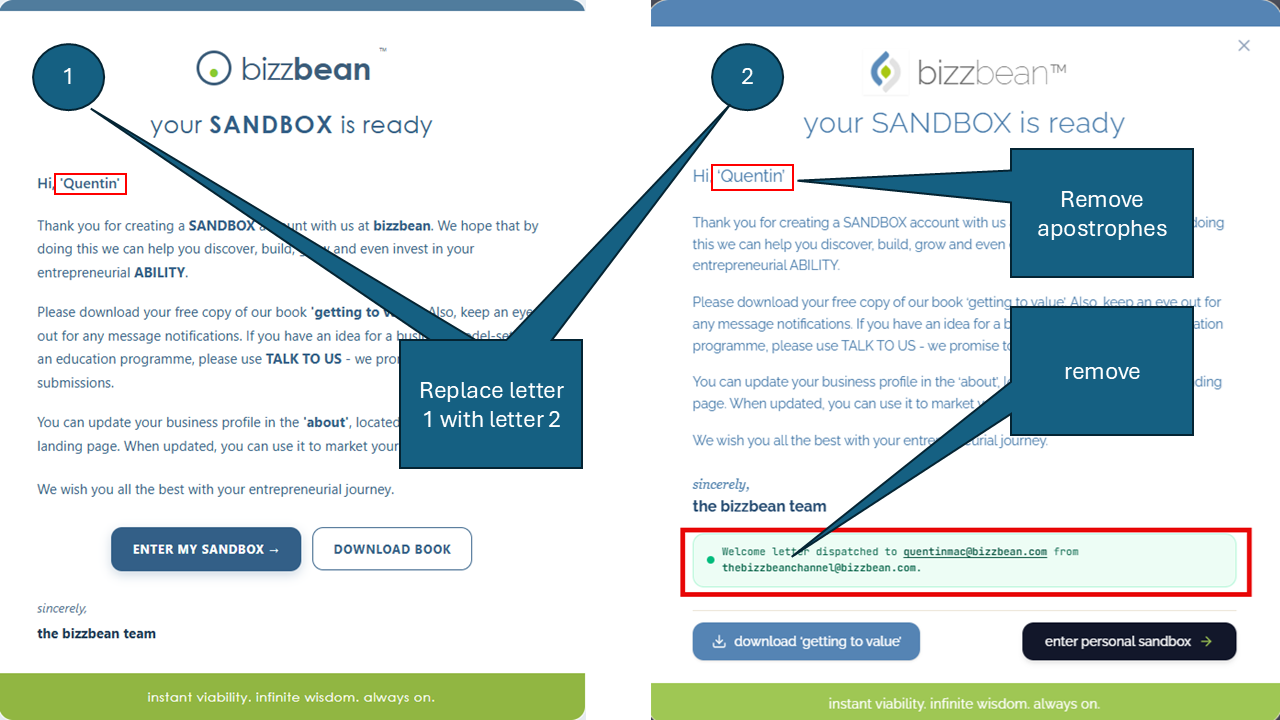 1
bizzbean
™
your SANDBOX is ready
Hi, 'Quentin'
Thank you for creating a SANDBOX unt with us at bizzbean. We hope that by
doing this we can help you discover, build, w and even invest in your
entrepreneurial ABILITY.
Please download your free copy of our book 'getting to Also, keep an eye
out for any message notifications. If you have an idea for a
an education programme, please use TALK TO US - we
submissions.
You can update your business profile in the 'about', located
landing page. When updated, you can use it to market your
We wish you all the best with your entrepreneurial journey.
ENTER MY SANDBOX →
DOWNLOAD BOOK
sincerely,
the bizzbean team
instant viability. infinite wisdom. always on.
Replace letter
1 with letter 2
2
bizzbean™
your SANDBOX is ready
Hi, 'Quentin'
Thank you for creating a SANDBOX account with us doing
this we can help you discover, build, grow and even
entrepreneurial ABILITY.
Please download your free copy of our book 'getting to value' Also, keep an eye out for
any message notifications. If you have an idea for a
programme, please use TALK TO US - we promise
You can update your business profile in the 'about',
page. When updated, you can use it to market
We wish you all the best with your journey.
sincerely,
the bizzbean team
Welcome letter dispatched to quentinmac@bizzbean.com from
thebizzbeanchannel@bizzbean.com.
download 'getting to value'
enter personal sandbox →
instant viability. infinite wisdom. always on.
Remove
apostrophes
remove